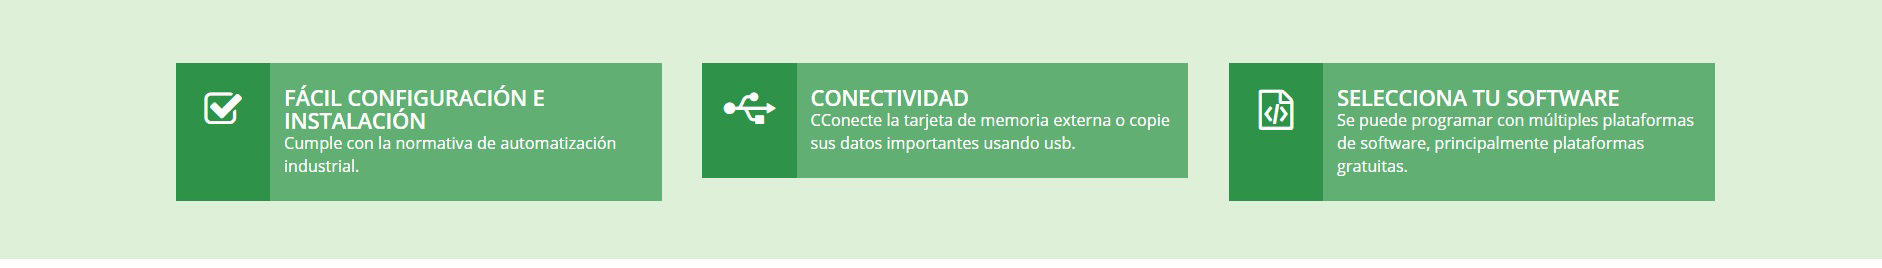 FÁCIL CONFIGURACIÓN E
INSTALACIÓN
Cumple con la normativa de automatización
industrial.
CONECTIVIDAD
CConecte la tarjeta de memoria externa o copie
sus datos importantes usando usb.
SELECCIONA TU SOFTWARE
Se puede programar con múltiples plataformas
de software, principalmente plataformas
gratuitas.